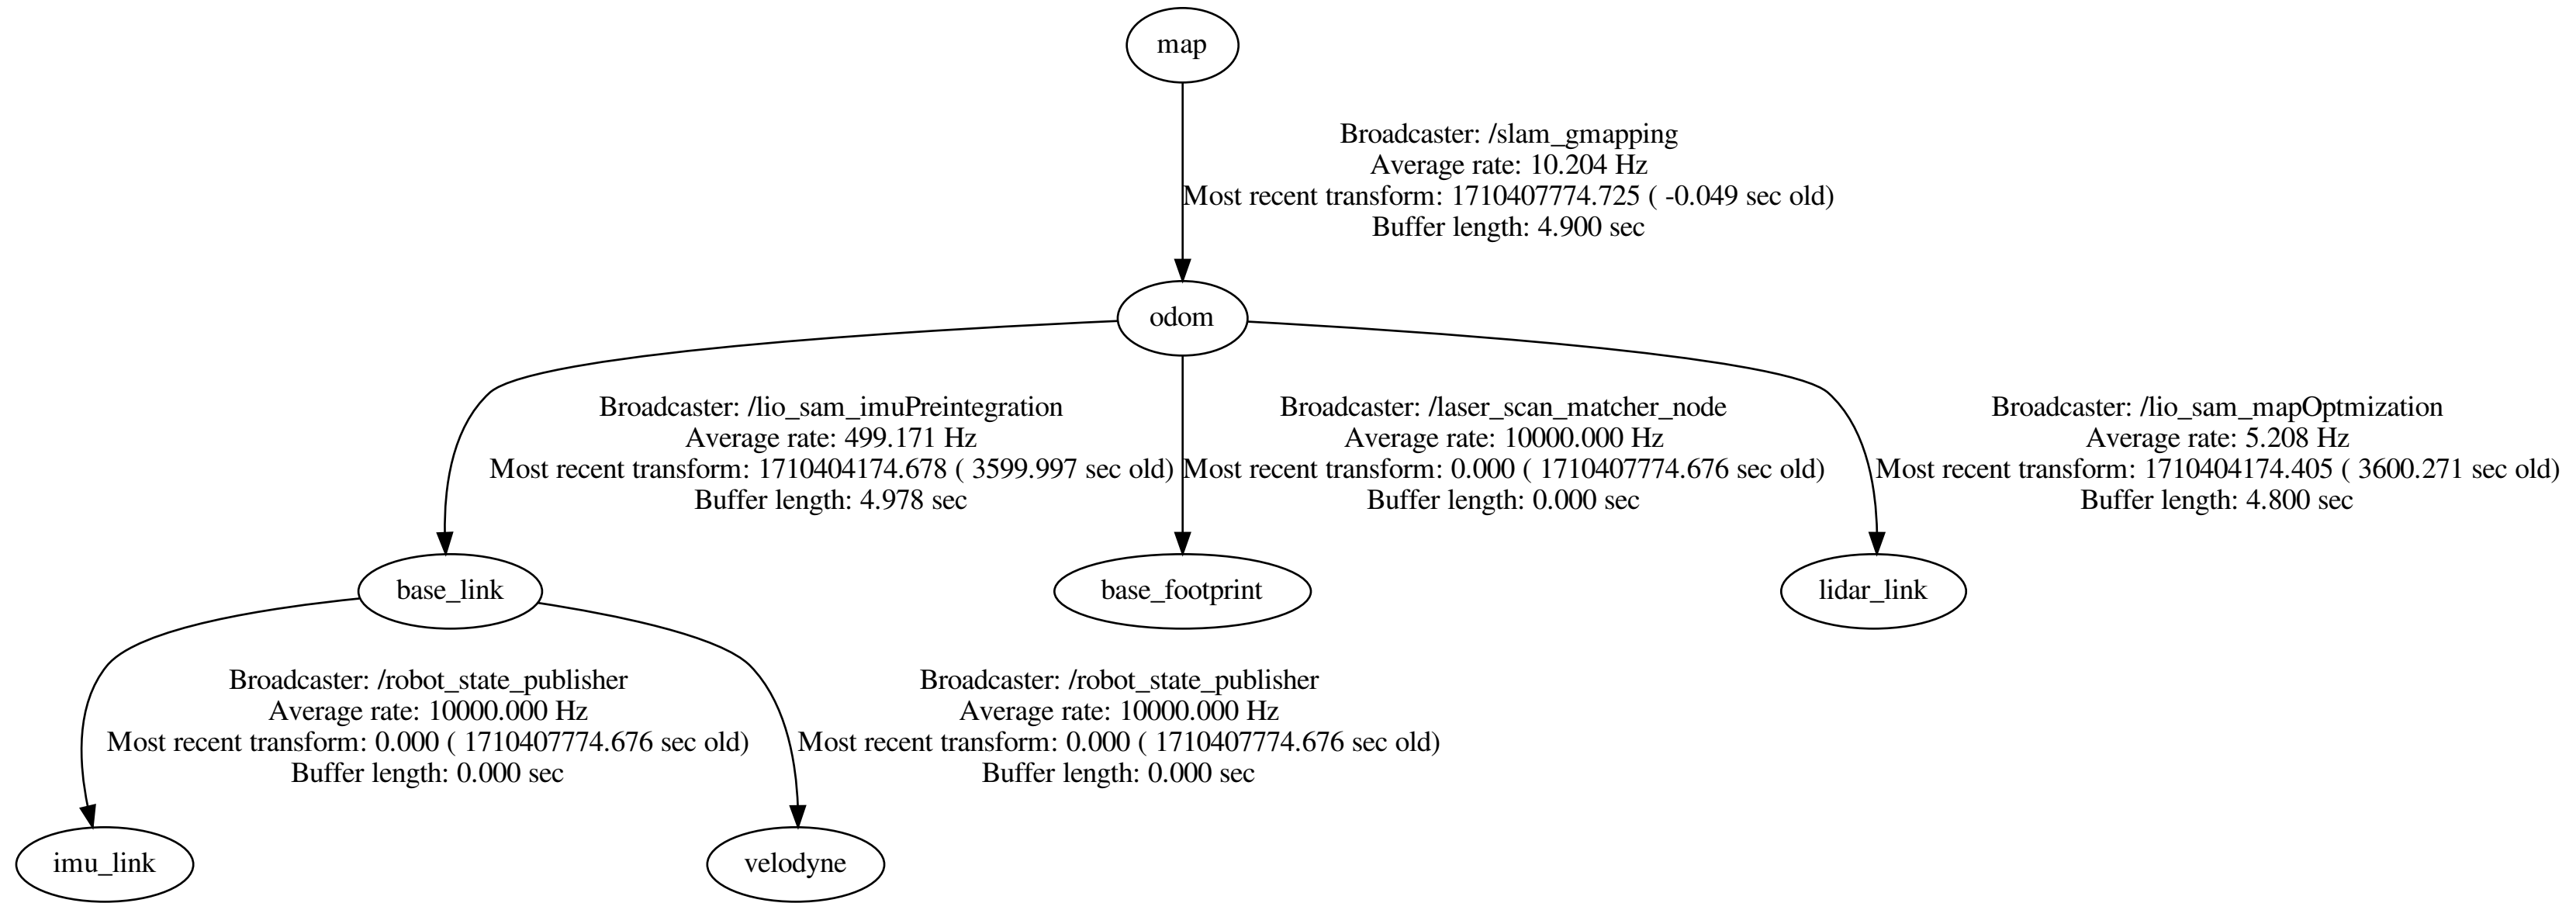 map
Broadcaster: /slam_gmapping
Average rate: 10.204 Hz
Most recent transform: 1710407774.725 ( -0.049 sec old)
Buffer length: 4.900 sec
odom
Broadcaster: /lio_sam_imuPreintegration
Average rate: 499.171 Hz
Most recent transform: 1710404174.678 ( 3599.997 sec old)
Buffer length: 4.978 sec
Broadcaster: /laser_scan_matcher_node
Average rate: 10000.000 Hz
Most recent transform: 0.000 ( 1710407774.676 sec old)
Buffer length: 0.000 sec
Broadcaster: /lio_sam_mapOptmization
Average rate: 5.208 Hz
Most recent transform: 1710404174.405 ( 3600.271 sec old)
Buffer length: 4.800 sec
base_link
base_footprint
lidar_link
Broadcaster: /robot_state_publisher
Average rate: 10000.000 Hz
Most recent transform: 0.000 ( 1710407774.676 sec old)
Buffer length: 0.000 sec
Broadcaster: /robot_state_publisher
Average rate: 10000.000 Hz
Most recent transform: 0.000 ( 1710407774.676 sec old)
Buffer length: 0.000 sec
imu_link
velodyne